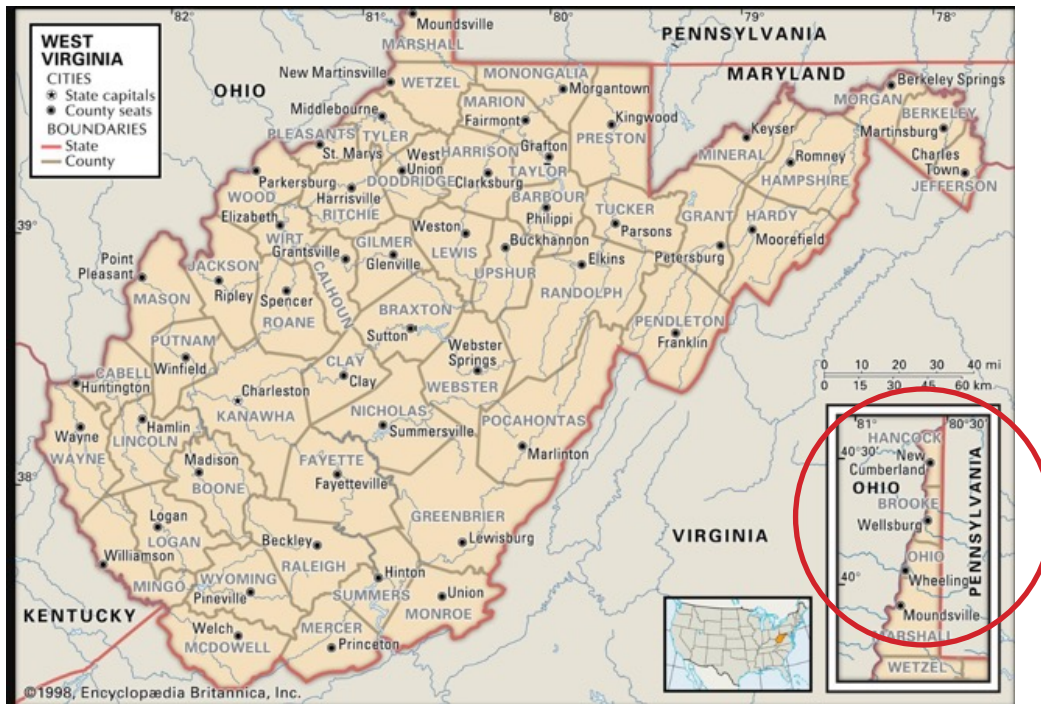 82°
81°
80°
79°
78°
WEST
VIRGINIA
CITIES
State capitals
County seats
BOUNDARIES
State
County
Moundsville
MARSHALL
PENNSYLVANIA
New Martinsville
WETZEL
MONONGALIA
MARYLAND
Berkeley Springs
OHIO
Morgantown
MORGAN
Middlebourne
MARION
Fairmont
Kingwood
BERKELEY
Martinsburg
PLEASANTS
TYLER
PRESTON
Keyser
St. Marys
HARRISON
Grafton
MINERAL
Romney
Charles
Town
West
Union
TAYLOR
Parkersburg
DODDRIDGE
Clarksburg
HAMPSHIRE
JEFFERSON
WOOD
Harrisville
BARBOUR
RITCHIE
Philippi
TUCKER
GRANT
HARDY
Elizabeth
39°
WIRT
Weston
Parsons
Moorefield
GILMER
Buckhannon
Grantsville
LEWIS
Petersburg
Glenville
Elkins
Point
Pleasant
JACKSON
CALHOUN
UPSHUR
Ripley
Spencer
RANDOLPH
MASON
BRAXTON
ROANE
PENDLETON
Sutton
Franklin
PUTNAM
Webster
Springs
Winfield
CLAY
Clay
CABELL
Huntington
WEBSTER
0 10 20 30 40 mi
0 15 30 45 60 km
Charleston
KANAWHA
NICHOLAS
Hamlin
Summersville
POCAHONTAS
Wayne
LINCOLN
WAYNE
Marlinton
Madison
FAYETTE
38°
BOONE
Fayetteville
Logan
LOGAN
GREENBRIER
VIRGINIA
Beckley
Lewisburg
Williamson
RALEIGH
MINGO
WYOMING
Hinton
Pineville
SUMMERS
Union
KENTUCKY
MONROE
Welch
MERCER
MCDOWELL
Princeton
81°
80°30'
HANCOCK
40°30'
New
Cumberland
OHIO
BROOKE
Wellsburg
PENNSYLVANIA
OHIO
40°
Wheeling
Moundsville
MARSHALL
WETZEL
©1998, Encyclopædia Britannica, Inc.